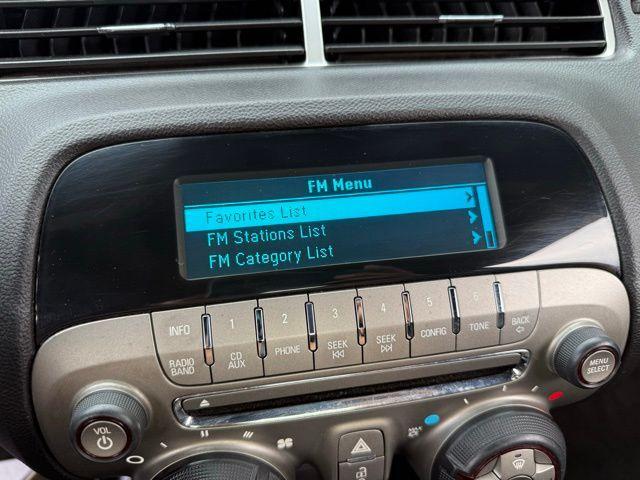 FM Menu
Favorites List
FM Stations List
FM Category List
INFO 1 2 3 4 5 6
RADIO BAND CD AUX PHONE SEEK SEEK CONFIG TONE BACK
MENU SELECT
VOL